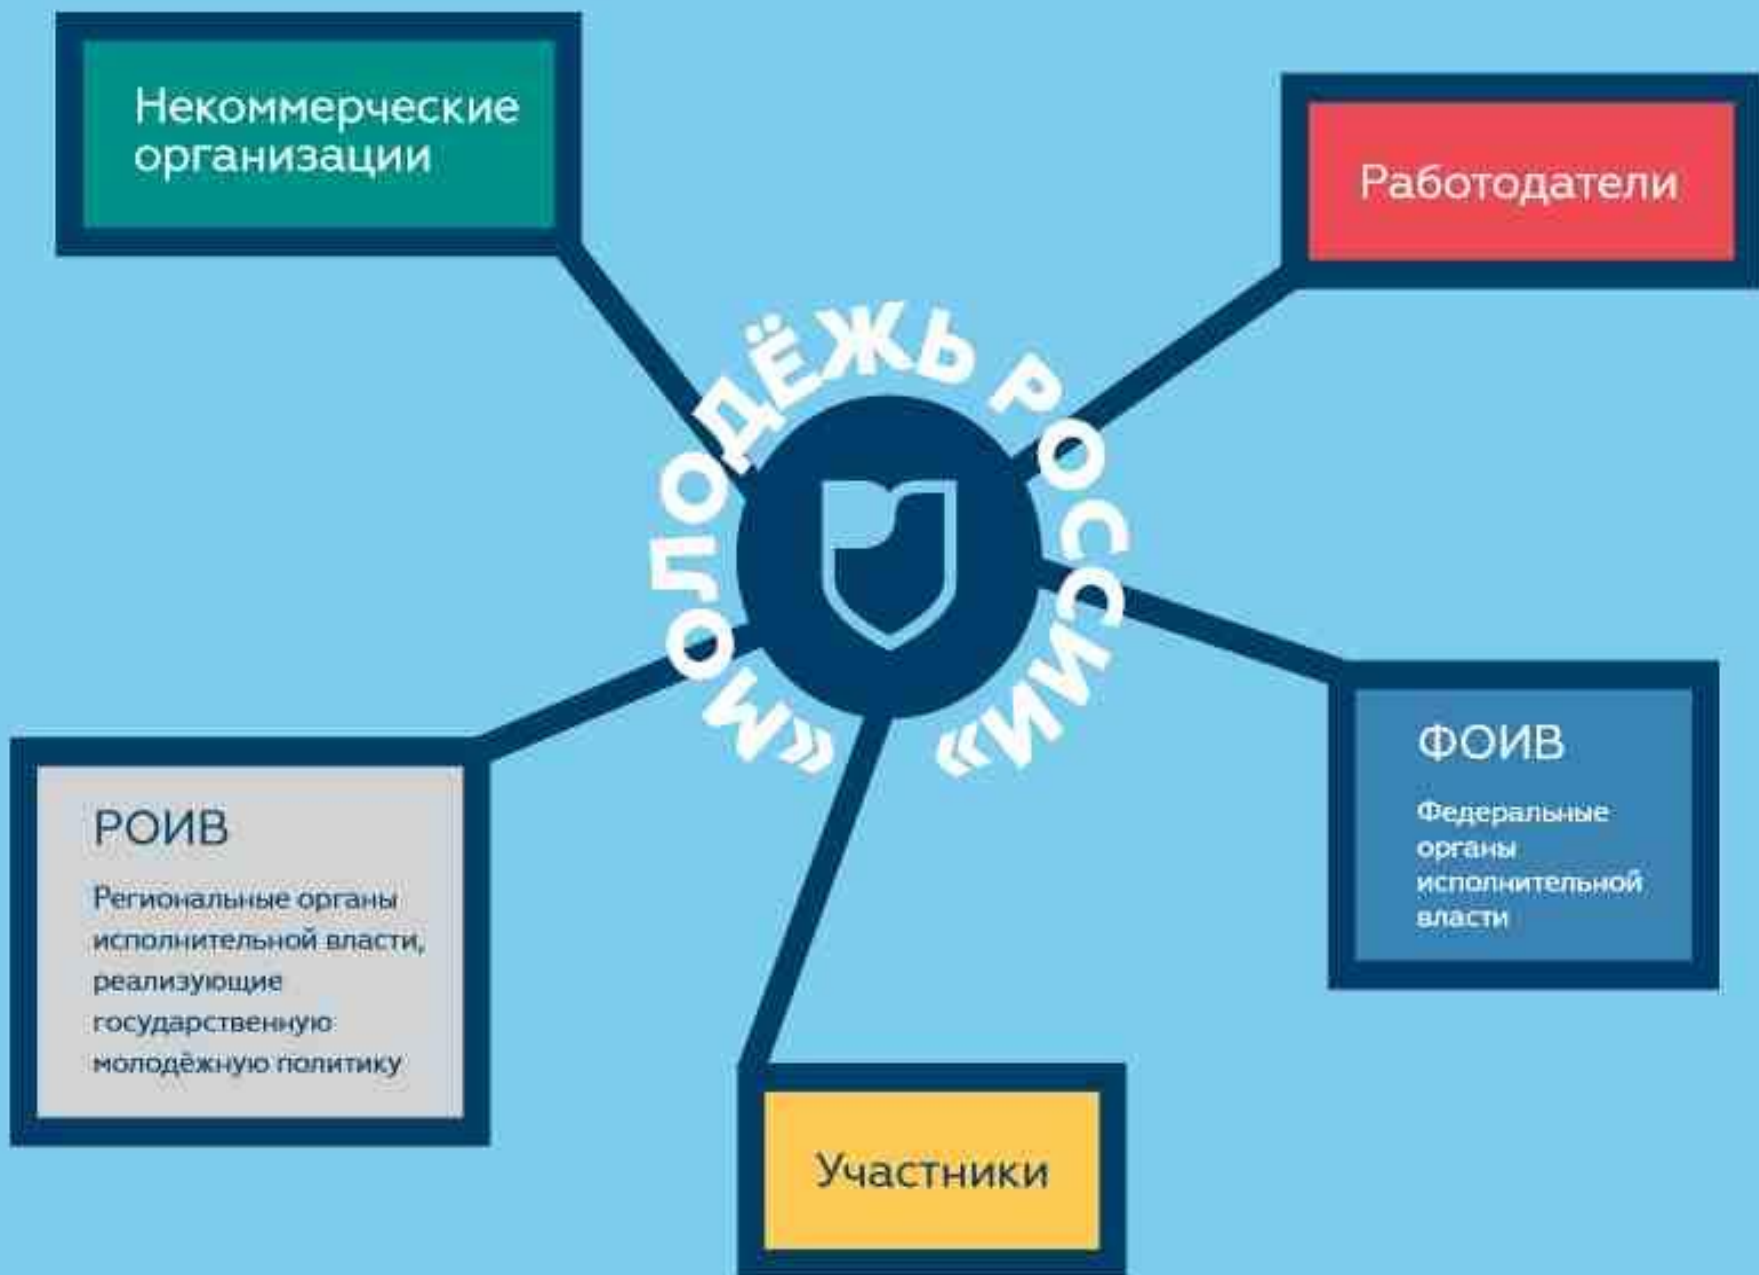 Некоммерческие
организации
Работодатели
«МОЛОДЁЖЬ РОССИИ»
ФОИВ
Федеральные
органы
исполнительной
власти
РОИВ
Региональные органы
исполнительной власти,
реализующие
государственную
молодёжную политику
Участники